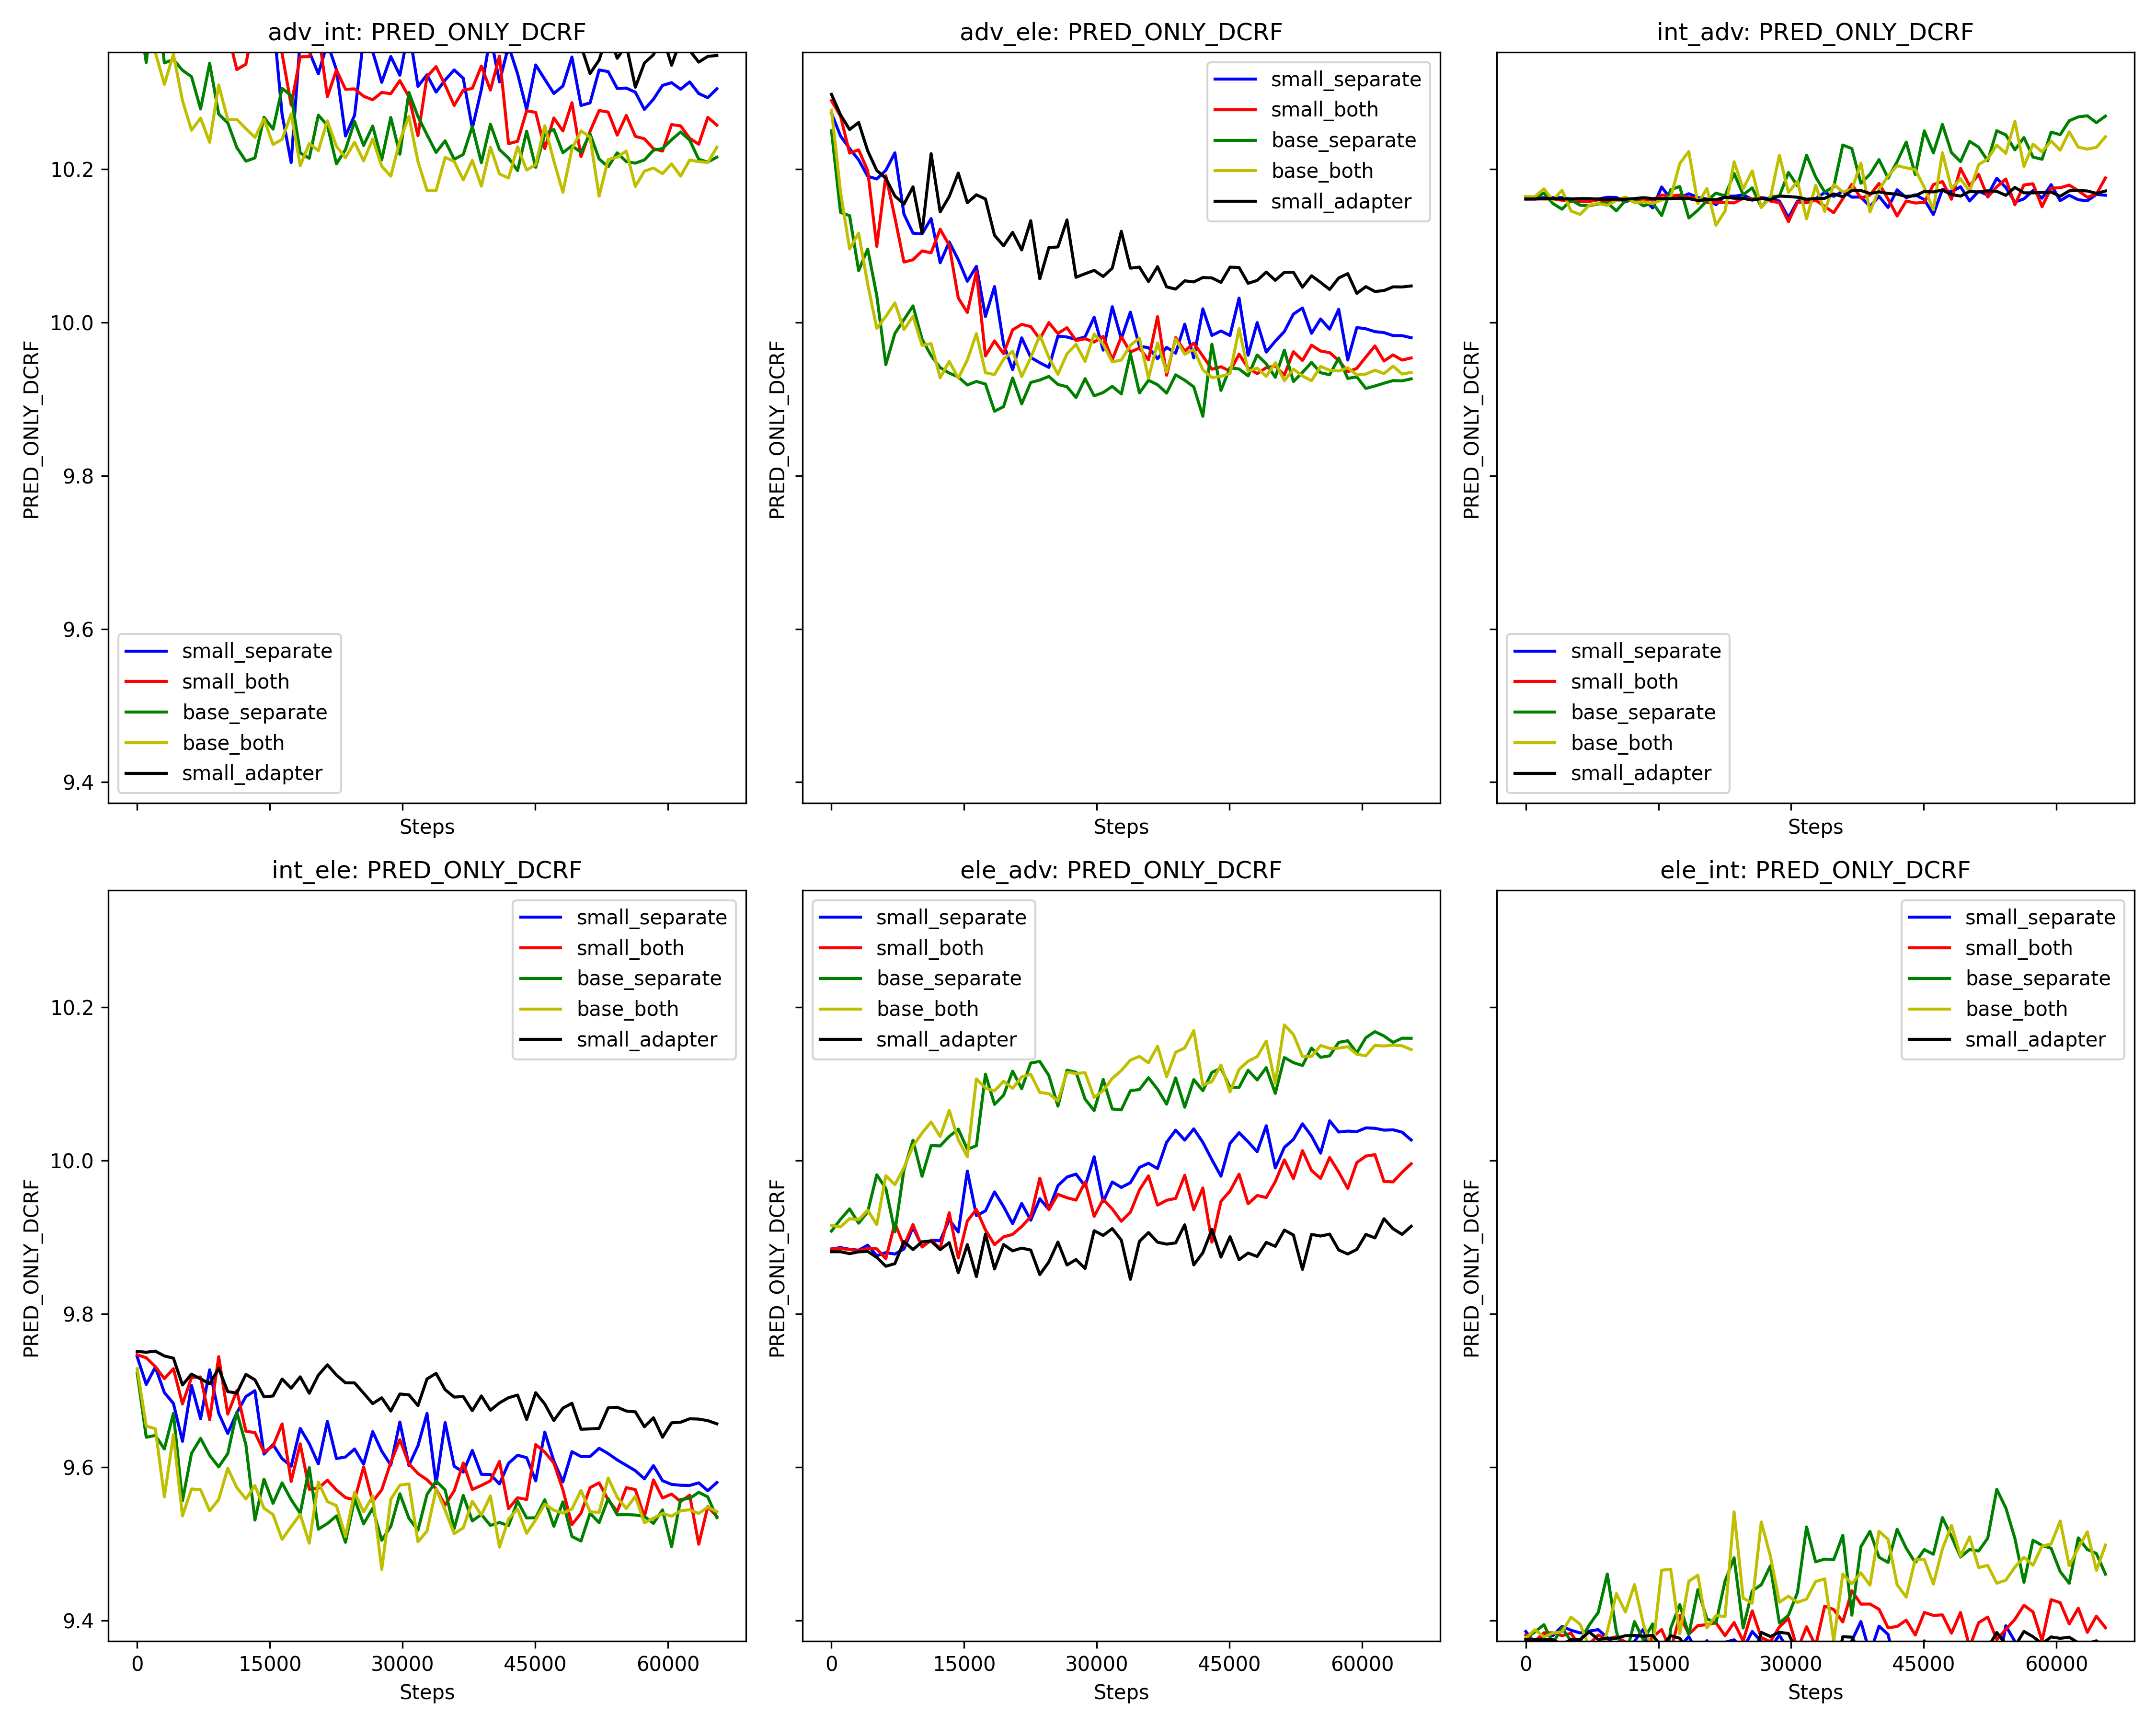 adv_int: PRED_ONLY_DCRF
adv_ele: PRED_ONLY_DCRF
int_adv: PRED_ONLY_DCRF
PRED_ONLY_DCRF
10.2
10.0
9.8
9.6
9.4
small_separate
small_both
base_separate
base_both
small_adapter
Steps
PRED_ONLY_DCRF
small_separate
small_both
base_separate
base_both
small_adapter
Steps
PRED_ONLY_DCRF
small_separate
small_both
base_separate
base_both
small_adapter
Steps
int_ele: PRED_ONLY_DCRF
ele_adv: PRED_ONLY_DCRF
ele_int: PRED_ONLY_DCRF
PRED_ONLY_DCRF
10.2
10.0
9.8
9.6
9.4
small_separate
small_both
base_separate
base_both
small_adapter
0 15000 30000 45000 60000
Steps
PRED_ONLY_DCRF
small_separate
small_both
base_separate
base_both
small_adapter
0 15000 30000 45000 60000
Steps
PRED_ONLY_DCRF
small_separate
small_both
base_separate
base_both
small_adapter
0 15000 30000 45000 60000
Steps